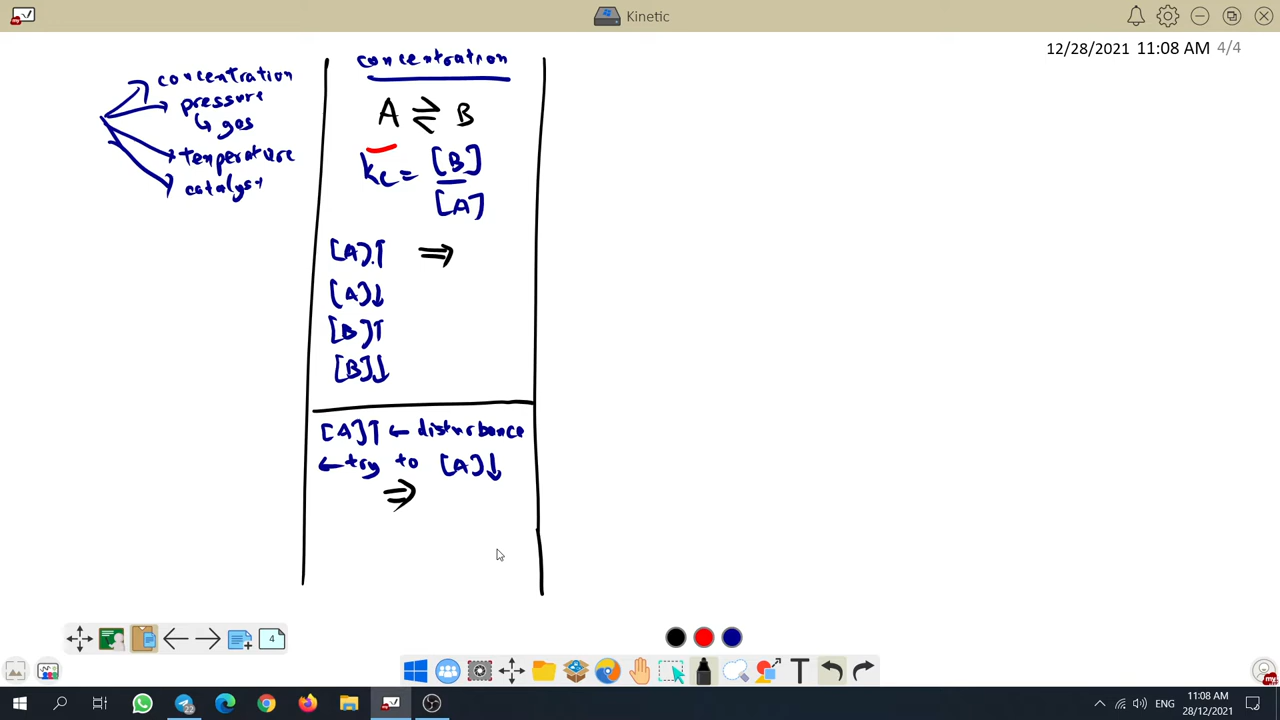 Kinetic
12/28/2021 11:08 AM 4/4
concentration
pressure
↳ gas
temperature
catalyst
concentration
A ⇌ B
kc = [B]
[A]
[A]↑ ⇒
[A]↓
[B]↑
[B]↓
[A]↑ ← disturbance
← try to [A]↓
⇒
4
22
ENG
11:08 AM
28/12/2021